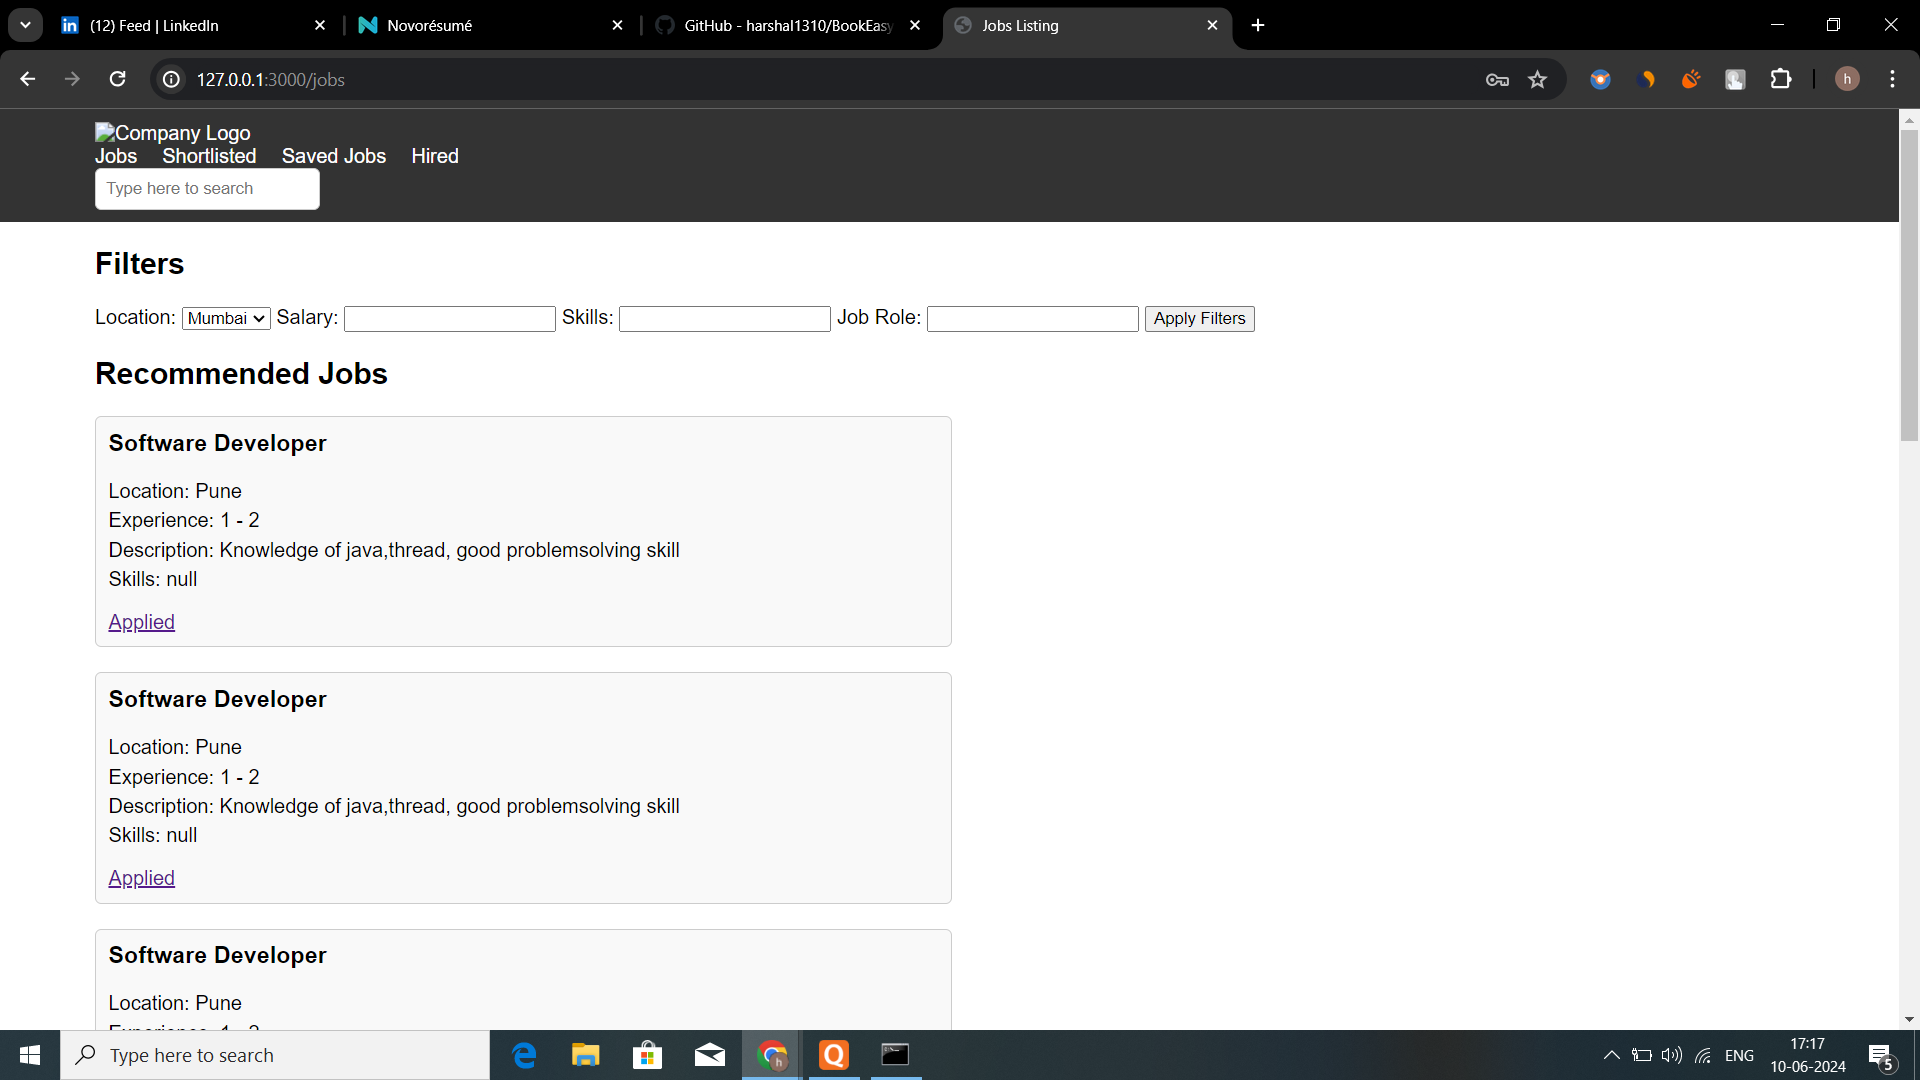 (12) Feed | LinkedIn
Novorésumé
GitHub - harshal1310/BookEasy
Jobs Listing
127.0.0.1:3000/jobs
h
Company Logo
Jobs Shortlisted Saved Jobs Hired
Type here to search
Filters
Location: Mumbai Salary: Skills: Job Role: Apply Filters
Recommended Jobs
Software Developer
Location: Pune
Experience: 1 - 2
Description: Knowledge of java,thread, good problemsolving skill
Skills: null
Applied
Software Developer
Location: Pune
Experience: 1 - 2
Description: Knowledge of java,thread, good problemsolving skill
Skills: null
Applied
Software Developer
Location: Pune
Experience: 1 - 2
Type here to search
ENG
17:17
10-06-2024
5